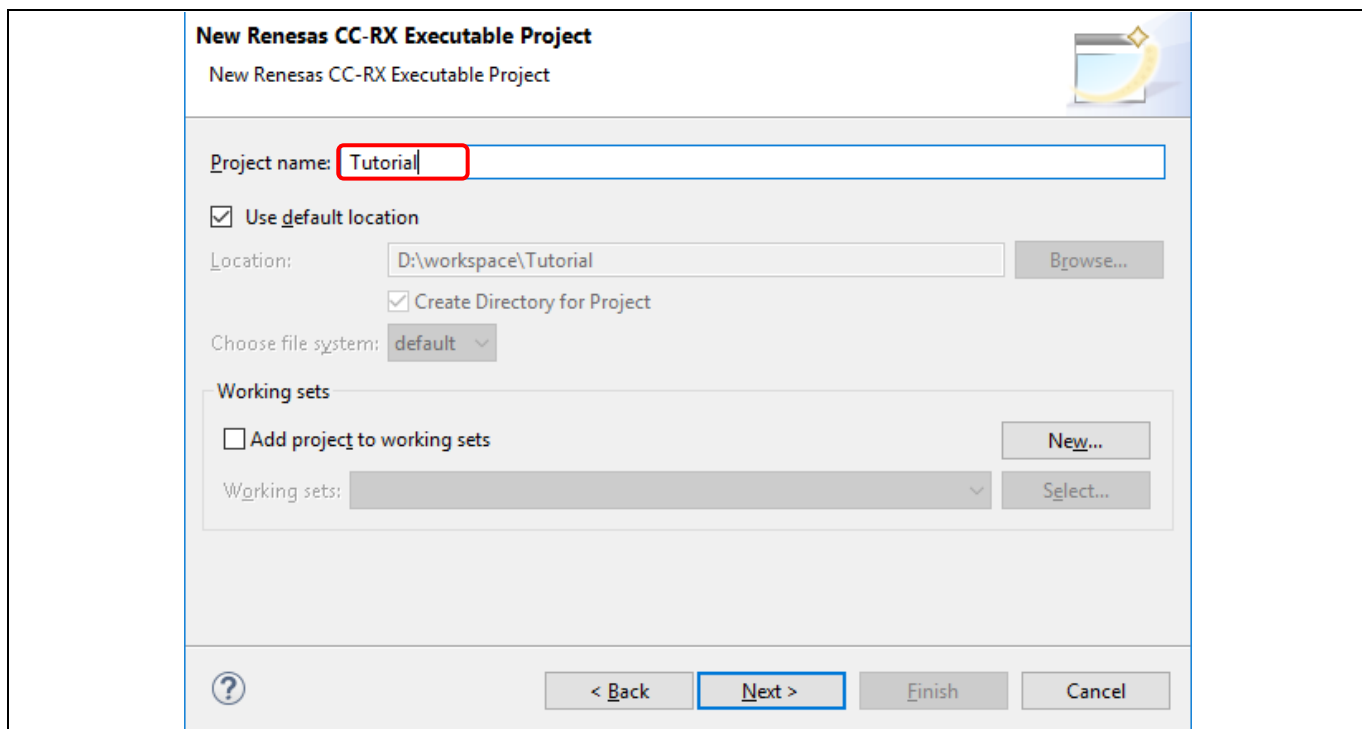 New Renesas CC-RX Executable Project
New Renesas CC-RX Executable Project
Project name: Tutorial
Use default location
Location: D:\workspace\Tutorial Browse...
Create Directory for Project
Choose file system: default
Working sets
Add project to working sets New...
Working sets: Select...
? < Back Next > Finish Cancel